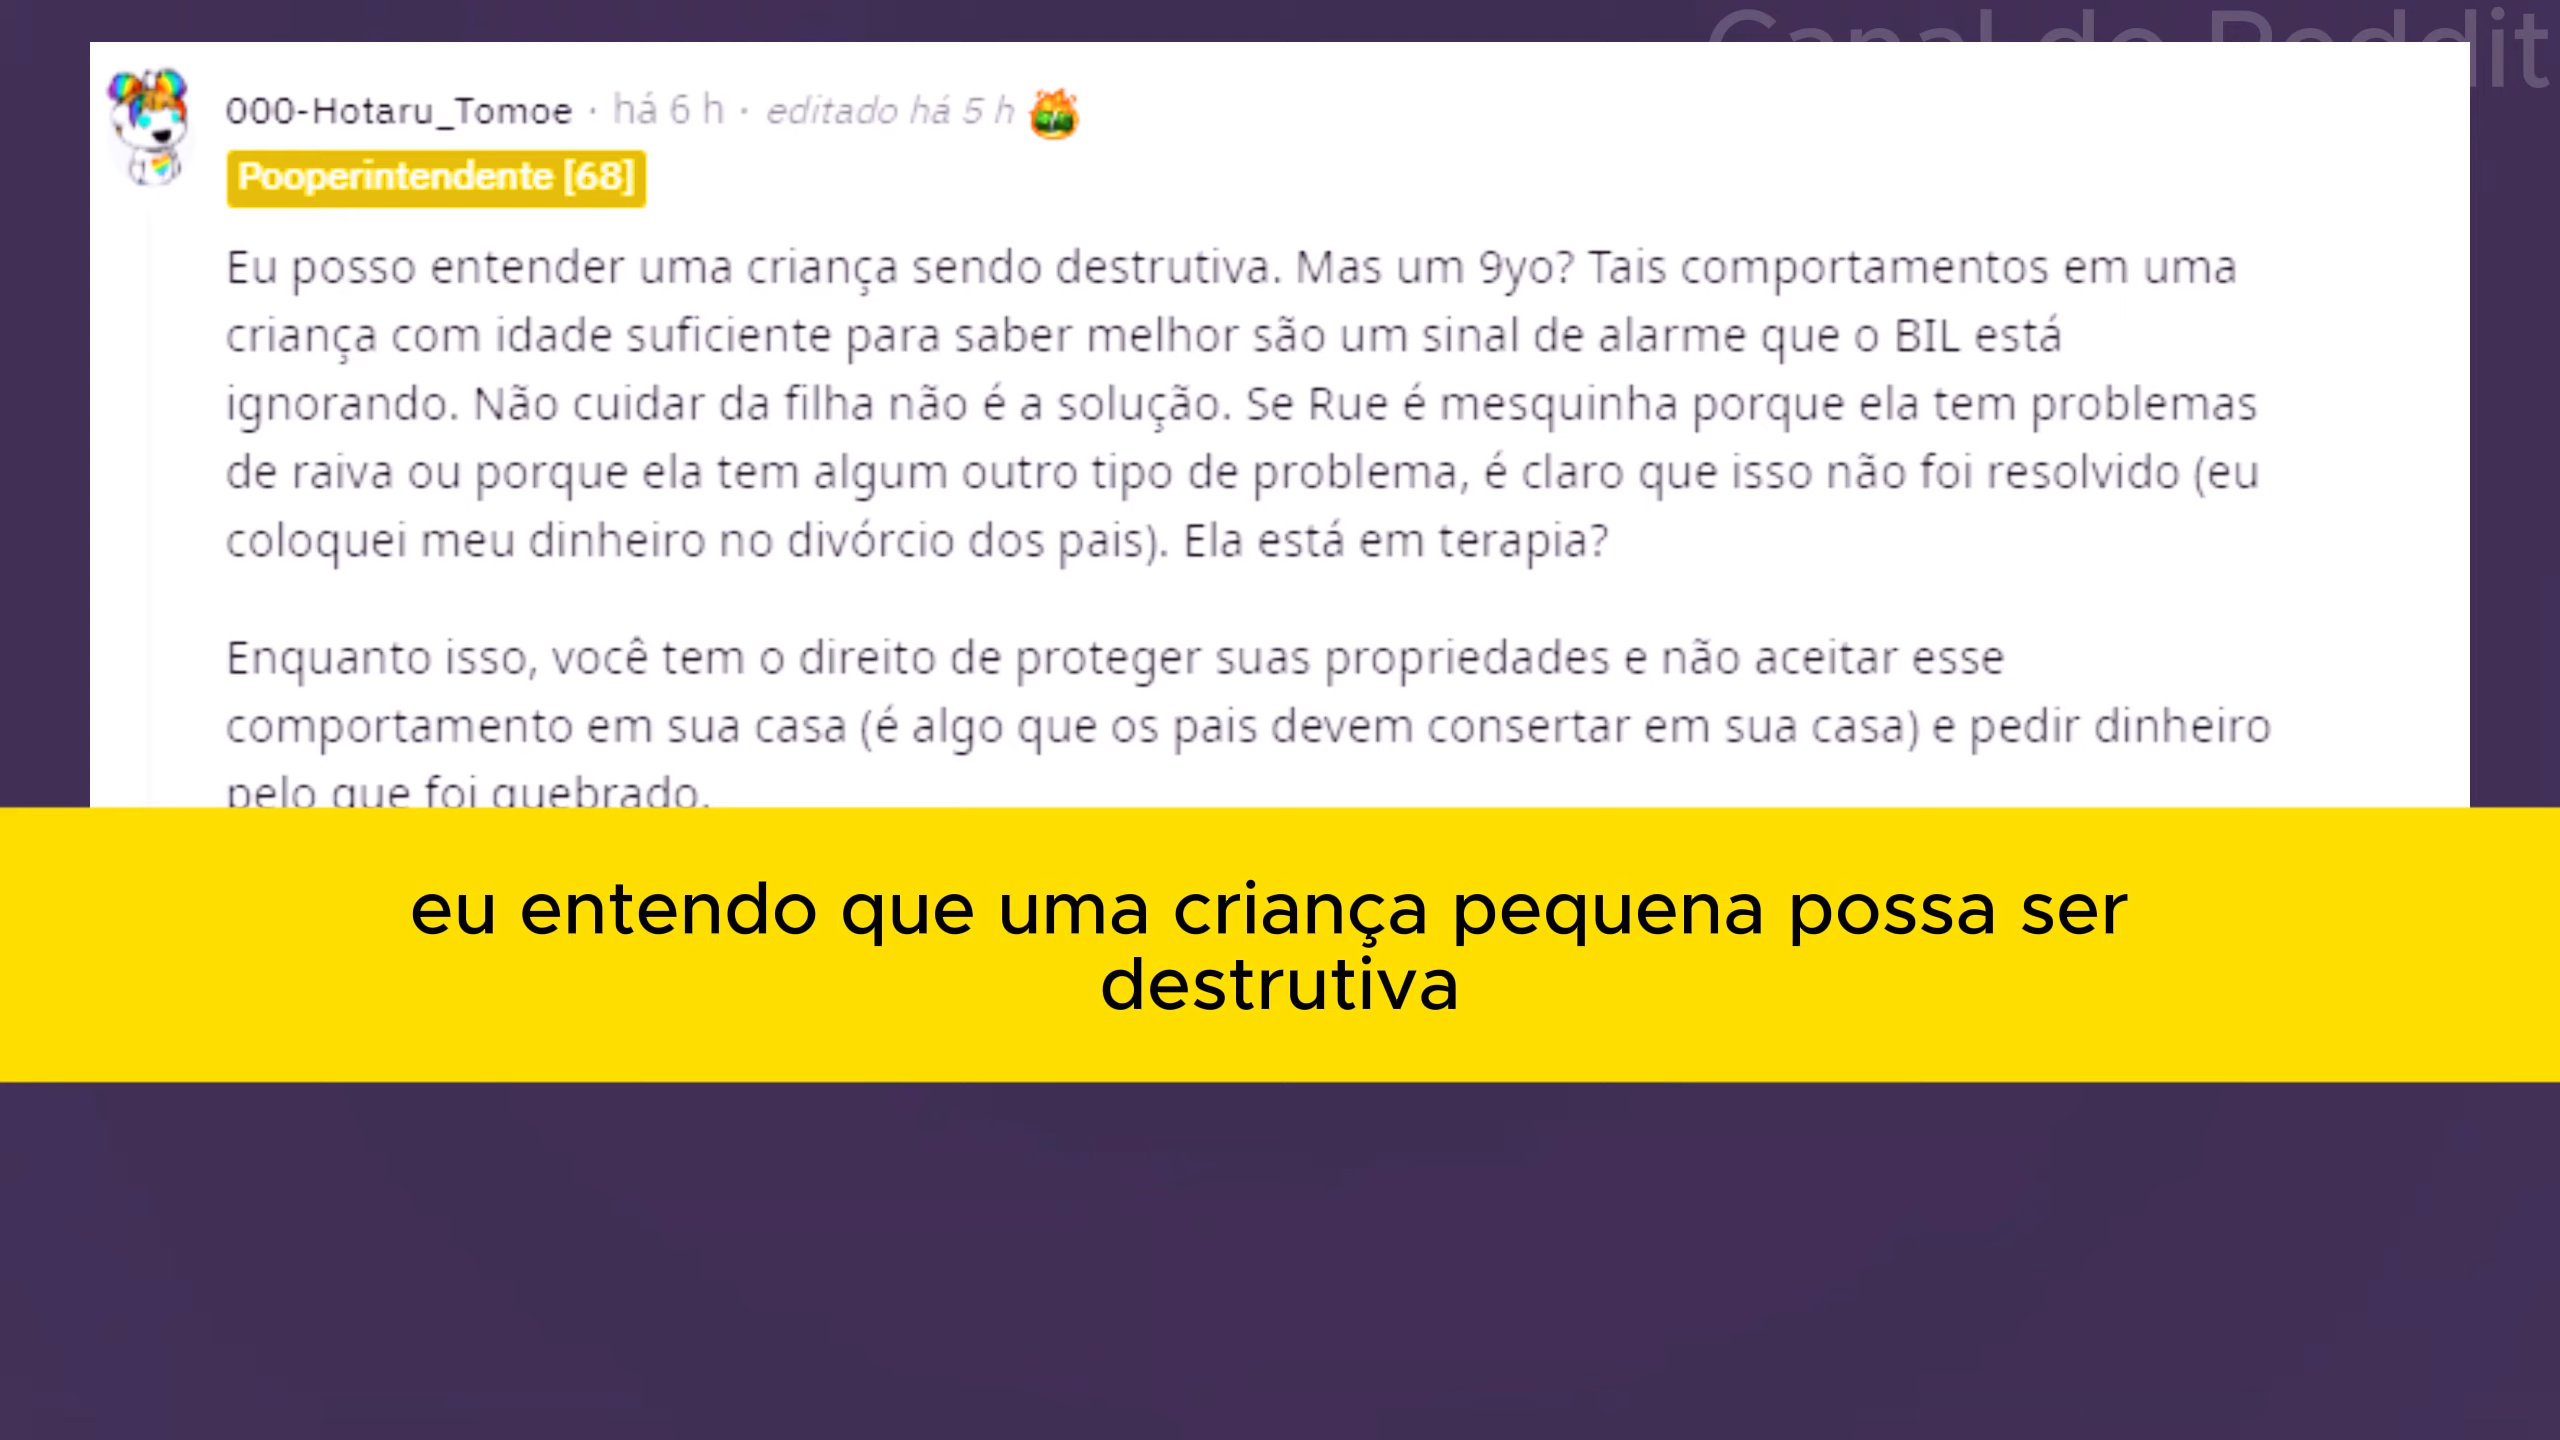 Canal do Reddit
000-Hotaru_Tomoe · há 6 h · editado há 5 h
Pooperintendente [68]
Eu posso entender uma criança sendo destrutiva. Mas um 9yo? Tais comportamentos em uma
criança com idade suficiente para saber melhor são um sinal de alarme que o BIL está
ignorando. Não cuidar da filha não é a solução. Se Rue é mesquinha porque ela tem problemas
de raiva ou porque ela tem algum outro tipo de problema, é claro que isso não foi resolvido (eu
coloquei meu dinheiro no divórcio dos pais). Ela está em terapia?
Enquanto isso, você tem o direito de proteger suas propriedades e não aceitar esse
comportamento em sua casa (é algo que os pais devem consertar em sua casa) e pedir dinheiro
pelo que foi quebrado.
eu entendo que uma criança pequena possa ser
destrutiva